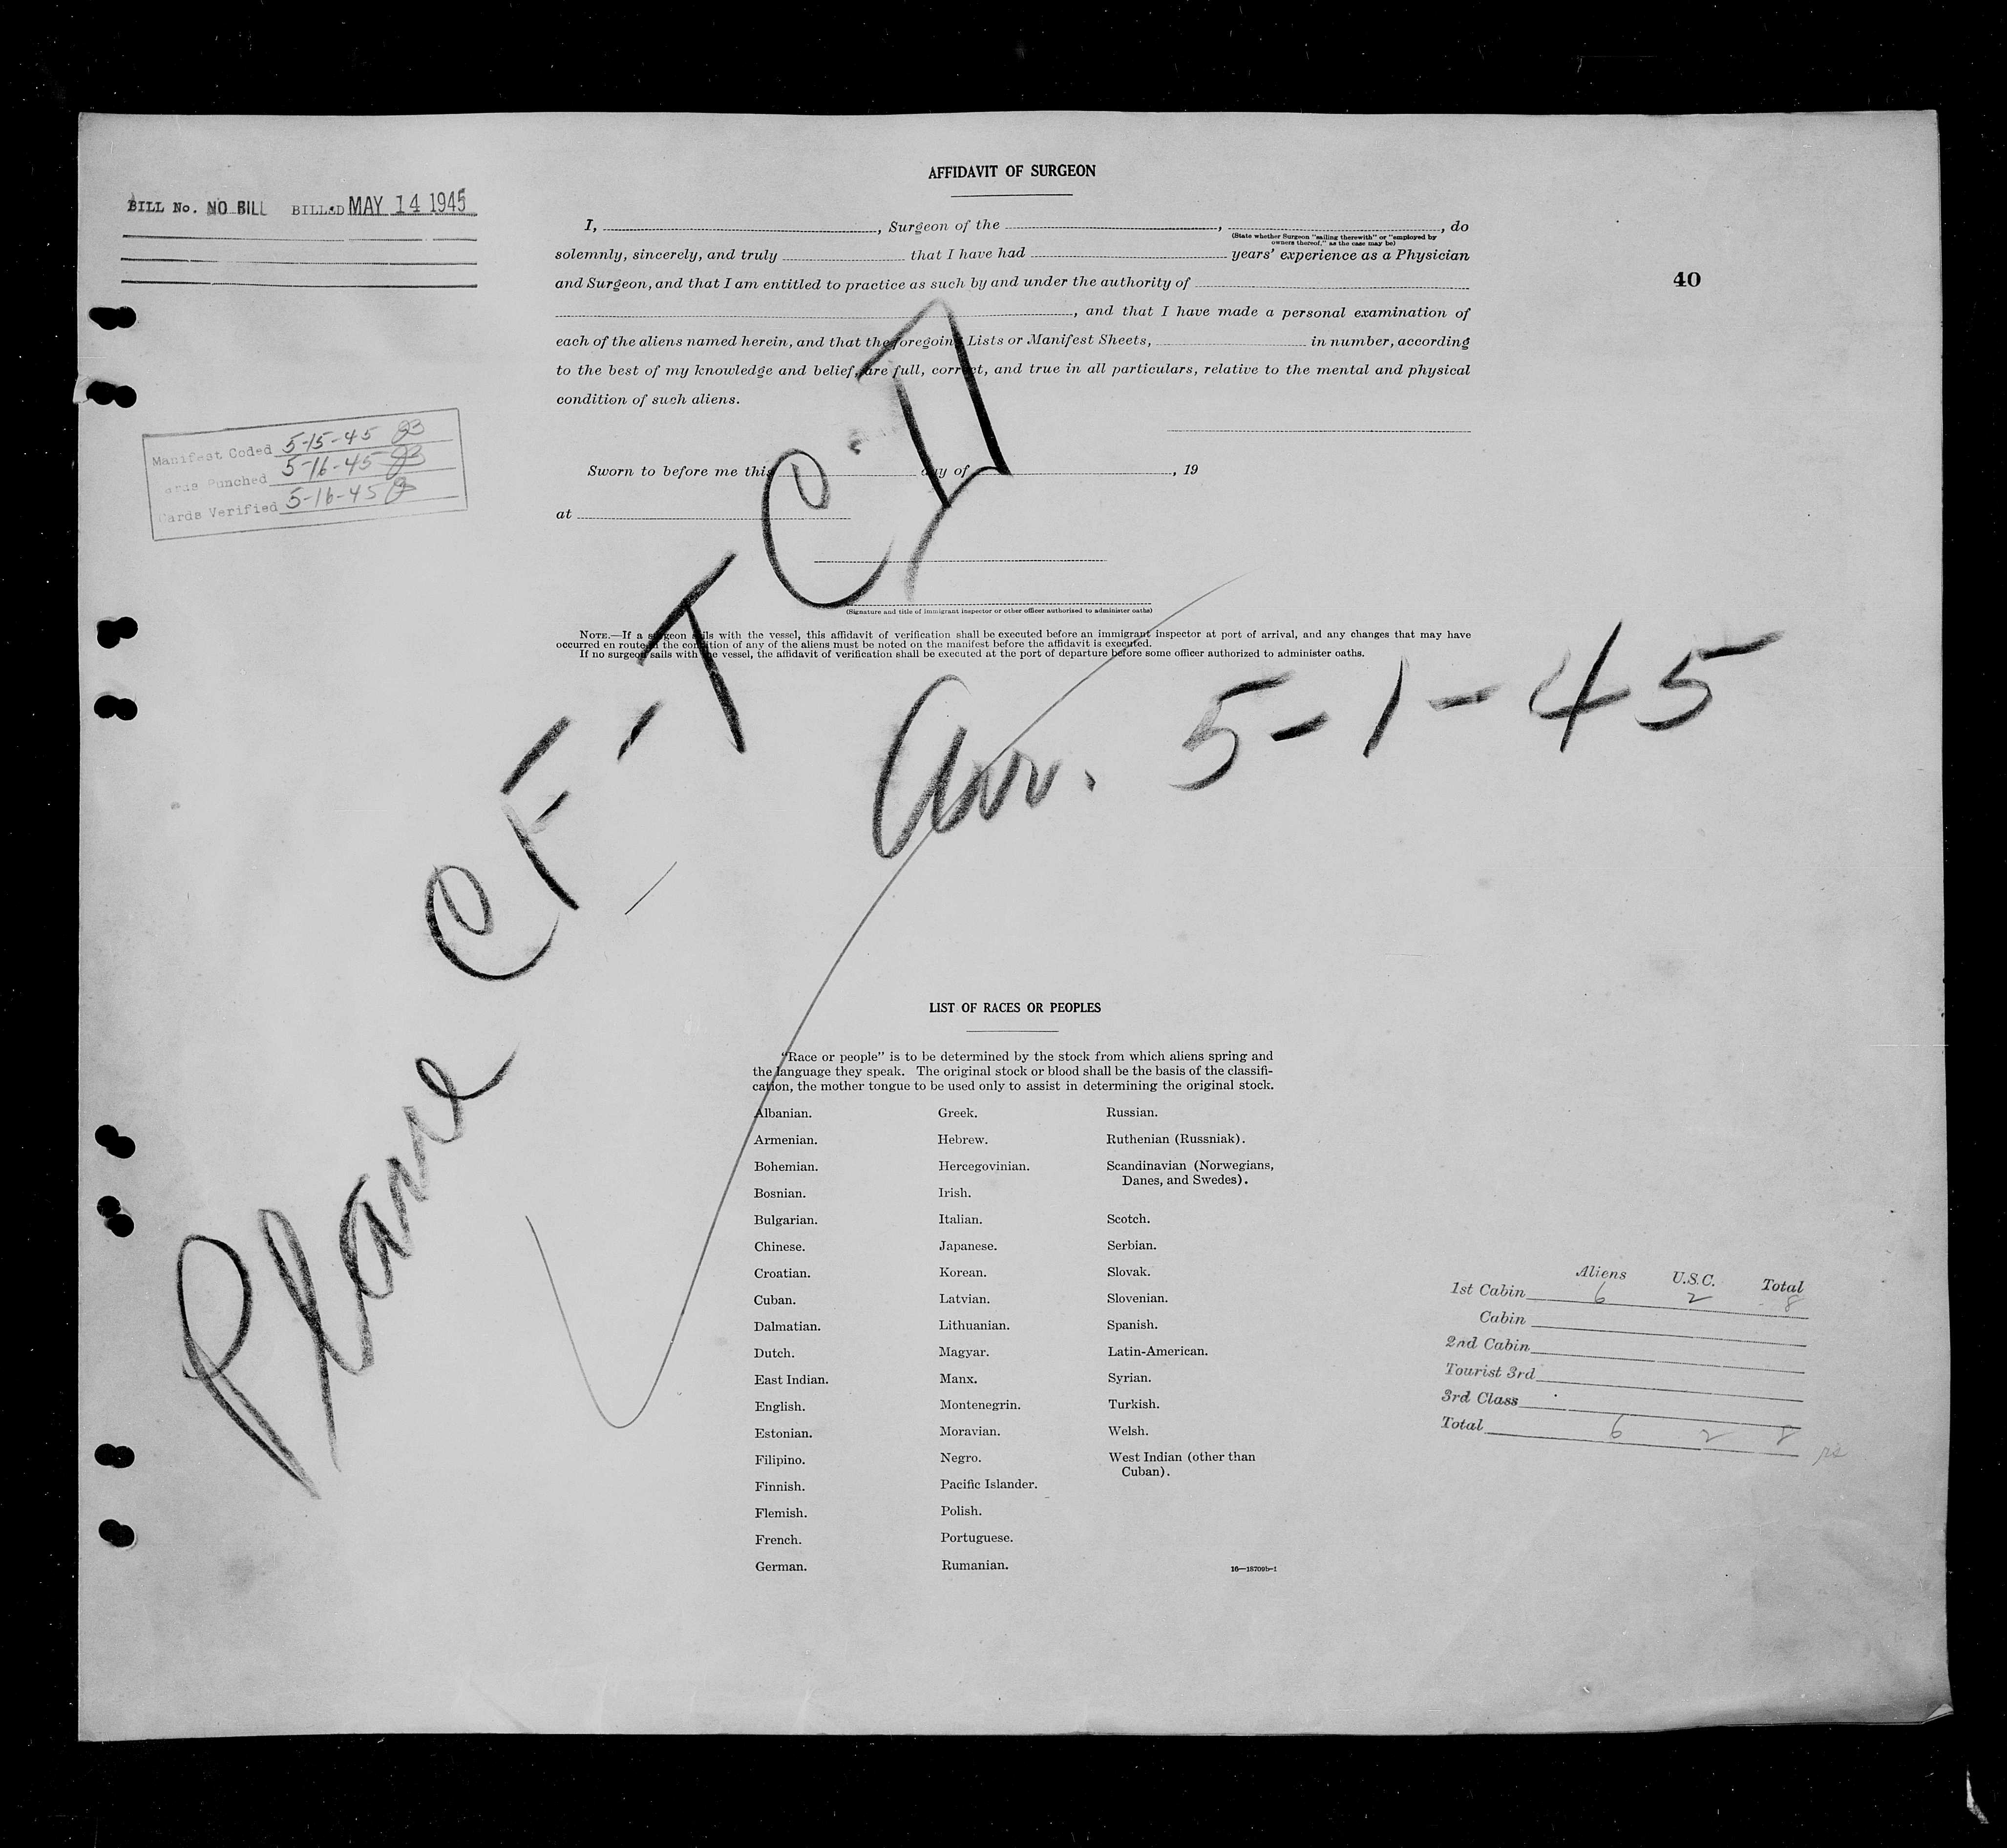 AFFIDAVIT OF SURGEON
BILL No. NO BILL BILLED MAY 14 1945
I, , Surgeon of the , , do
(State whether Surgeon "sailing therewith" or "employed by
owners thereof," as the case may be)
solemnly, sincerely, and truly that I have had years' experience as a Physician
and Surgeon, and that I am entitled to practice as such by and under the authority of
40
, and that I have made a personal examination of
each of the aliens named herein, and that the foregoing Lists or Manifest Sheets, in number, according
to the best of my knowledge and belief, are full, correct, and true in all particulars, relative to the mental and physical
condition of such aliens.
Manifest Coded 5-15-45
Cards Punched 5-16-45
Cards Verified 5-16-45
Sworn to before me this day of , 19
at
(Signature and title of immigrant inspector or other officer authorized to administer oaths)
NOTE.—If a surgeon sails with the vessel, this affidavit of verification shall be executed before an immigrant inspector at port of arrival, and any changes that may have
occurred en route in the condition of any of the aliens must be noted on the manifest before the affidavit is executed.
If no surgeon sails with the vessel, the affidavit of verification shall be executed at the port of departure before some officer authorized to administer oaths.
Plane CF-TCD
Arr. 5-1-45
LIST OF RACES OR PEOPLES
"Race or people" is to be determined by the stock from which aliens spring and
the language they speak. The original stock or blood shall be the basis of the classifi-
cation, the mother tongue to be used only to assist in determining the original stock.
Albanian.
Armenian.
Bohemian.
Bosnian.
Bulgarian.
Chinese.
Croatian.
Cuban.
Dalmatian.
Dutch.
East Indian.
English.
Estonian.
Filipino.
Finnish.
Flemish.
French.
German.
Greek.
Hebrew.
Hercegovinian.
Irish.
Italian.
Japanese.
Korean.
Latvian.
Lithuanian.
Magyar.
Manx.
Montenegrin.
Moravian.
Negro.
Pacific Islander.
Polish.
Portuguese.
Rumanian.
Russian.
Ruthenian (Russniak).
Scandinavian (Norwegians,
Danes, and Swedes).
Scotch.
Serbian.
Slovak.
Slovenian.
Spanish.
Latin-American.
Syrian.
Turkish.
Welsh.
West Indian (other than
Cuban).
16—18709b-1
Aliens U.S.C. Total
1st Cabin 6 2 8
Cabin
2nd Cabin
Tourist 3rd
3rd Class
Total 6 2 8